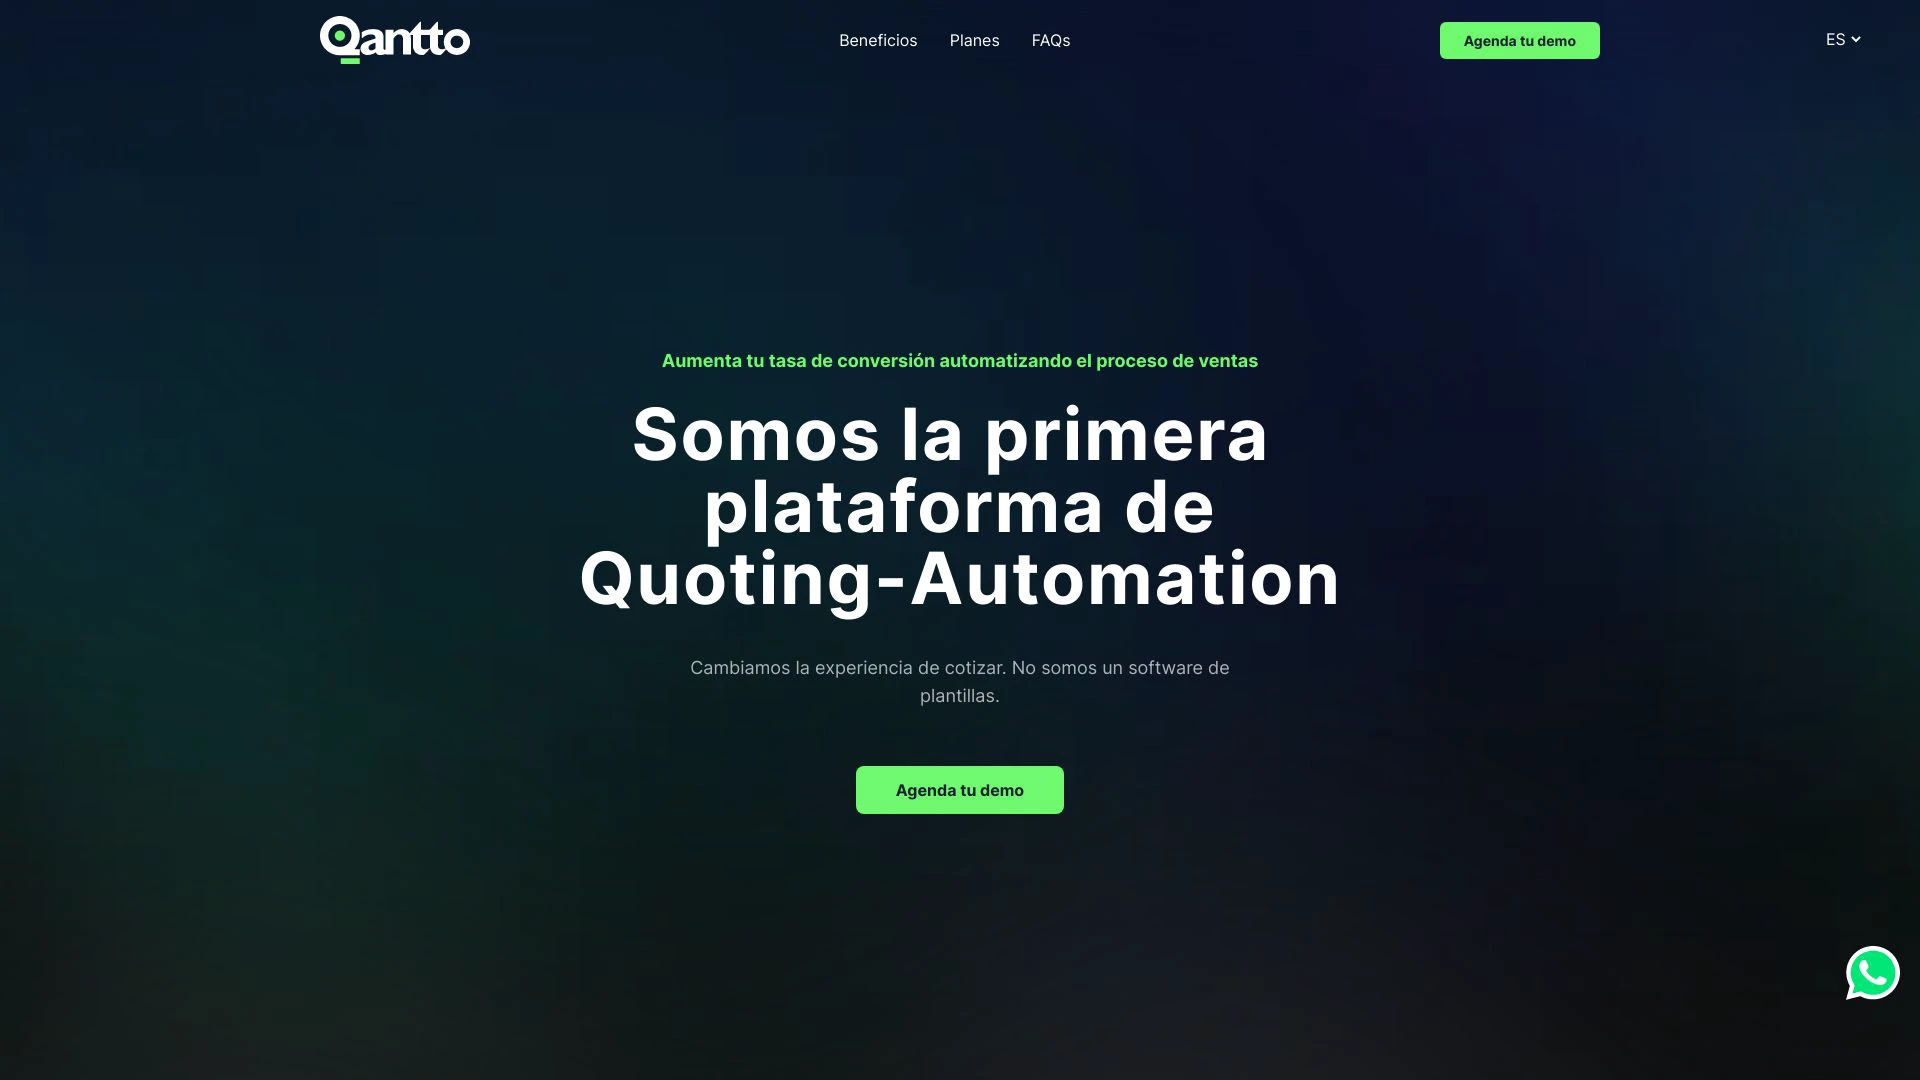 Qantto
Beneficios
Planes
FAQs
Agenda tu demo
ES
Aumenta tu tasa de conversión automatizando el proceso de ventas
Somos la primera
plataforma de
Quoting-Automation
Cambiamos la experiencia de cotizar. No somos un software de
plantillas.
Agenda tu demo